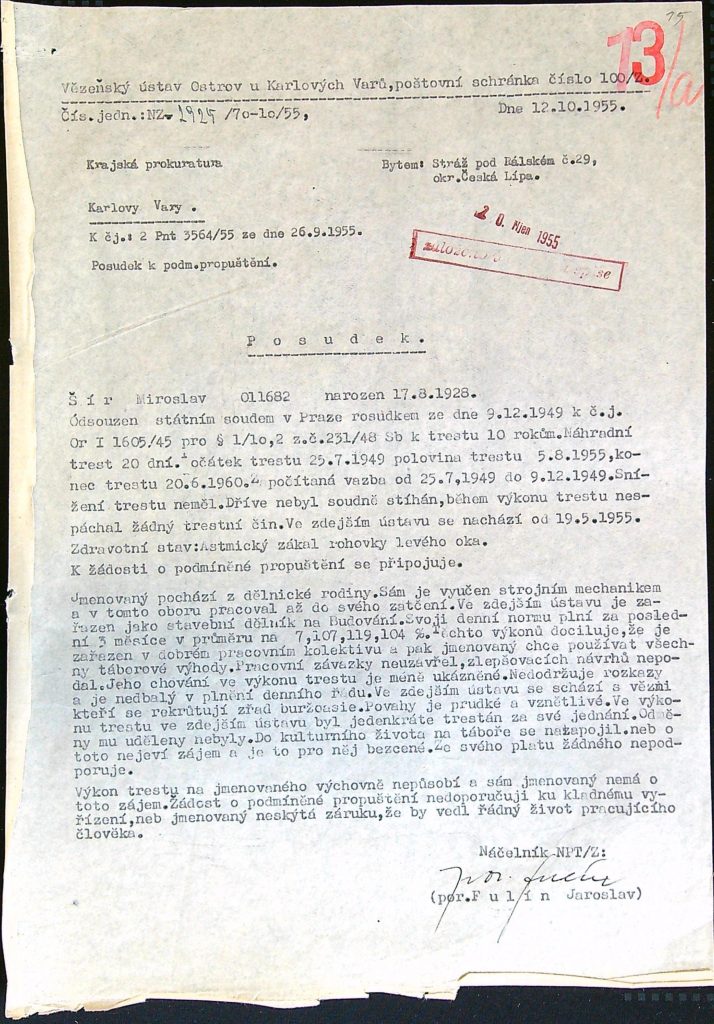 15
13/a
Vězeňský ústav Ostrov u Karlových Varů,poštovní schránka číslo 100/Z.
Čís.jedn.:NZ- /70-10/55, Dne 12.10.1955.
Krajská prokuratura
Bytem: Stráž pod Rálském č.29,
okr.Česká Lípa.
Karlovy Vary .
K čj.: 2 Pnt 3564/55 ze dne 26.9.1955.
20. říjen 1955
založeno
Posudek k podm.propuštění.
P o s u d e k .
Š í r Miroslav 011682 narozen 17.8.1928.
Odsouzen státním soudem v Praze rosudkem ze dne 9.12.1949 k č.j.
Or I 1605/45 pro § 1/1o,2 z.č.231/48 Sb k trestu 10 rokům.Náhradní
trest 20 dní. očátek trestu 25.7.1949 polovina trestu 5.8.1955,ko-
nec trestu 20.6.1960. počítaná vazba od 25.7,1949 do 9.12.1949.Sní-
žení trestu neměl.Dříve nebyl soudně stíhán,během výkonu trestu nes-
páchal žádný trestní čin.Ve zdejším ústavu se nachází od 19.5.1955.
Zdravotní stav:Astmický zákal rohovky levého oka.
K žádosti o podmíněné propuštění se připojuje.
Jmenovaný pochází z dělnické rodiny.Sám je vyučen strojním mechanikem
a v tomto oboru pracoval až do svého zatčení.Ve zdejším ústavu je za-
řazen jako stavební dělník na Budování.Svoji denní normu plní za posled-
ní 3 měsíce v průměru na 7,107,119,104 %.Těchto výkonů dociluje,že je
zařazen v dobrém pracovním kolektivu a pak jmenovaný chce používat všech-
ny táborové výhody.Pracovní závazky neuzavřel,zlepšovacích návrhů nepo-
dal.Jeho chování ve výkonu trestu je méně ukázněné.Nedodržuje rozkazy
a je nedbalý v plnění denního řádu.Ve zdejším ústavu se schází s vězni
kteří se rekrůtují zřad buržoasie.Povahy je prudké a vznětlivé.Ve výko-
nu trestu ve zdejším ústavu byl jedenkráte trestán za své jednání.Odmě-
ny mu uděleny nebyly.Do kulturního života na táboře se nazapojil.neb o
toto nejeví zájem a je to pro něj bezcené.Ze svého platu žádného nepod-
poruje.
Výkon trestu na jmenovaného výchovně nepůsobí a sám jmenovaný nemá o
toto zájem.Žádost o podmíněné propuštění nedoporučuji ku kladnému vy-
řízení,neb jmenovaný neskýtá záruku,že by vedl řádný život pracujícího
člověka.
Náčelník NPT/Z:
(por.F u l í n Jaroslav)